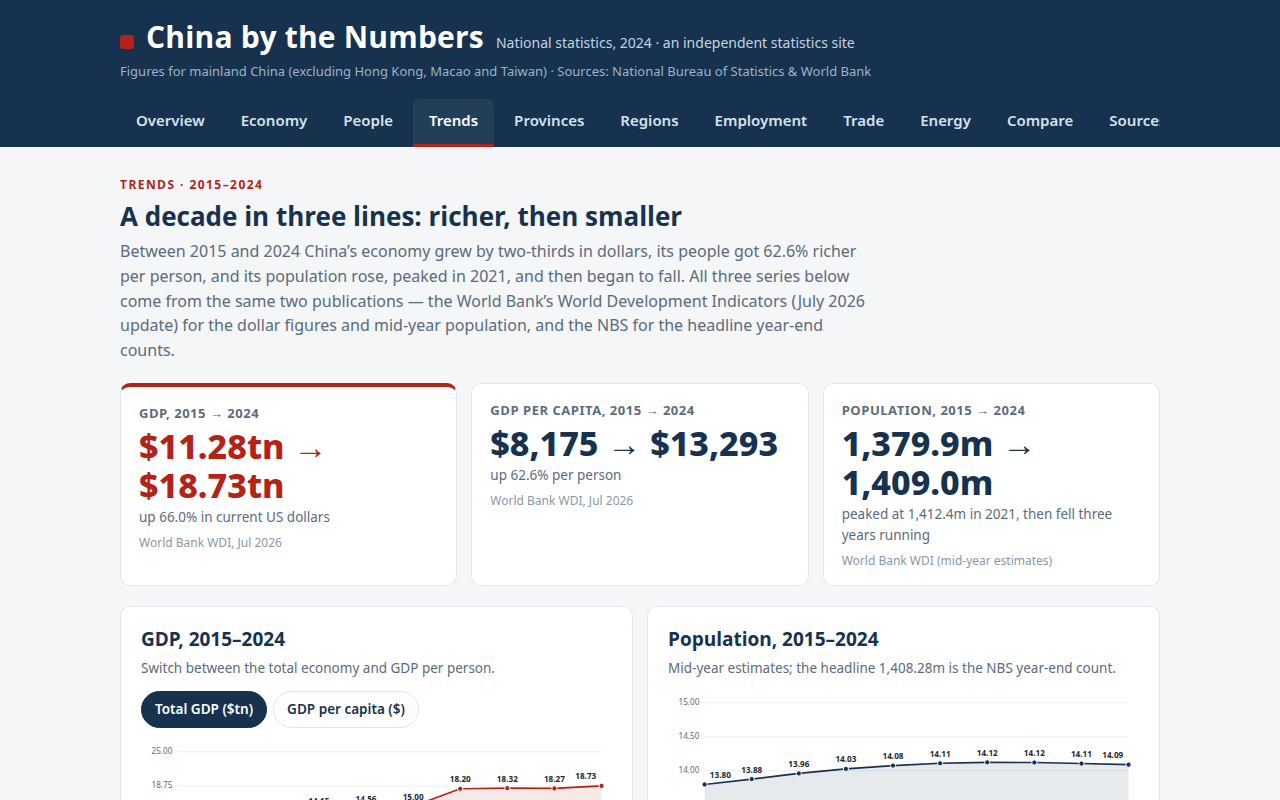 China by the Numbers National statistics, 2024 · an independent statistics site
Figures for mainland China (excluding Hong Kong, Macao and Taiwan) · Sources: National Bureau of Statistics & World Bank
Overview Economy People Trends Provinces Regions Employment Trade Energy Compare Source
TRENDS · 2015–2024
A decade in three lines: richer, then smaller
Between 2015 and 2024 China’s economy grew by two-thirds in dollars, its people got 62.6% richer
per person, and its population rose, peaked in 2021, and then began to fall. All three series below
come from the same two publications — the World Bank’s World Development Indicators (July 2026
update) for the dollar figures and mid-year population, and the NBS for the headline year-end
counts.
GDP, 2015 → 2024
$11.28tn →
$18.73tn
up 66.0% in current US dollars
World Bank WDI, Jul 2026
GDP PER CAPITA, 2015 → 2024
$8,175 → $13,293
up 62.6% per person
World Bank WDI, Jul 2026
POPULATION, 2015 → 2024
1,379.9m →
1,409.0m
peaked at 1,412.4m in 2021, then fell three
years running
World Bank WDI (mid-year estimates)
GDP, 2015–2024
Switch between the total economy and GDP per person.
Total GDP ($tn) GDP per capita ($)
25.00
18.75
18.20 18.32 18.27 18.73
14.56 15.00
Population, 2015–2024
Mid-year estimates; the headline 1,408.28m is the NBS year-end count.
15.00
14.50
14.00
13.80 13.88 13.96 14.03 14.08 14.11 14.12 14.12 14.11 14.09